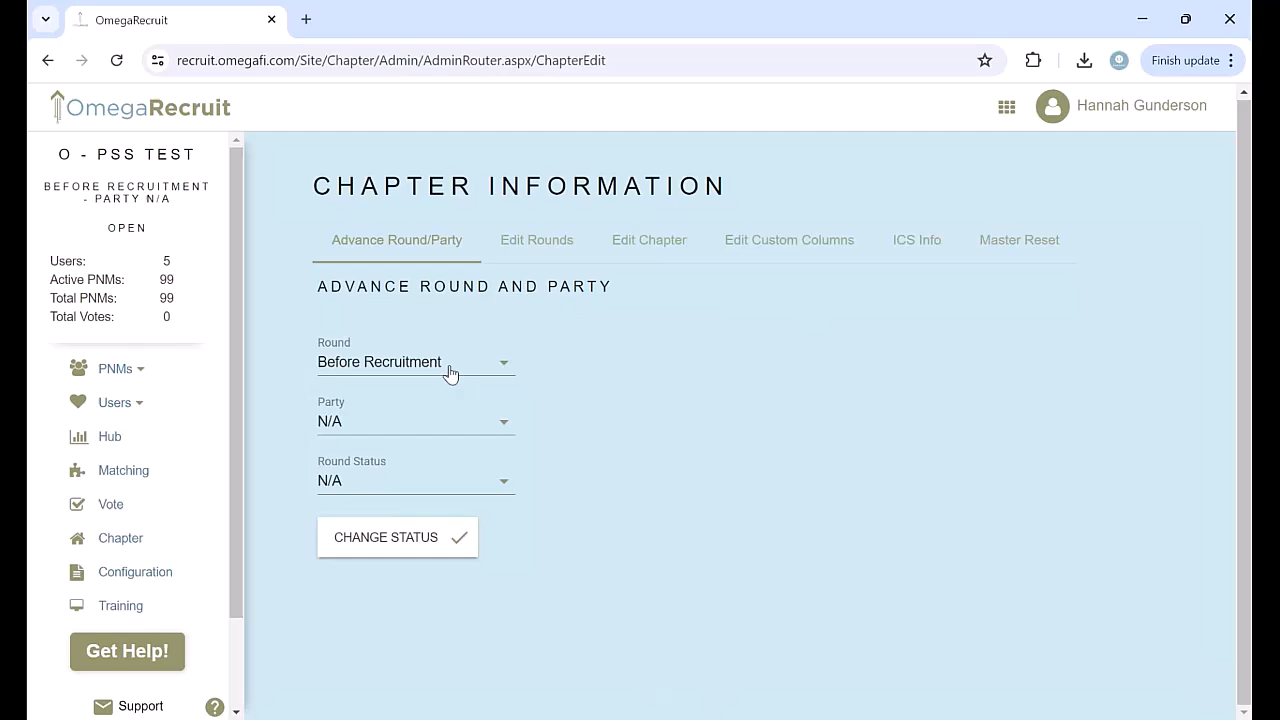 OmegaRecruit
recruit.omegafi.com/Site/Chapter/Admin/AdminRouter.aspx/ChapterEdit
Finish update
OmegaRecruit
Hannah Gunderson
O - PSS TEST
BEFORE RECRUITMENT
- PARTY N/A
OPEN
Users: 5
Active PNMs: 99
Total PNMs: 99
Total Votes: 0
PNMs
Users
Hub
Matching
Vote
Chapter
Configuration
Training
Get Help!
Support
?
CHAPTER INFORMATION
Advance Round/Party Edit Rounds Edit Chapter Edit Custom Columns ICS Info Master Reset
ADVANCE ROUND AND PARTY
Round
Before Recruitment
Party
N/A
Round Status
N/A
CHANGE STATUS